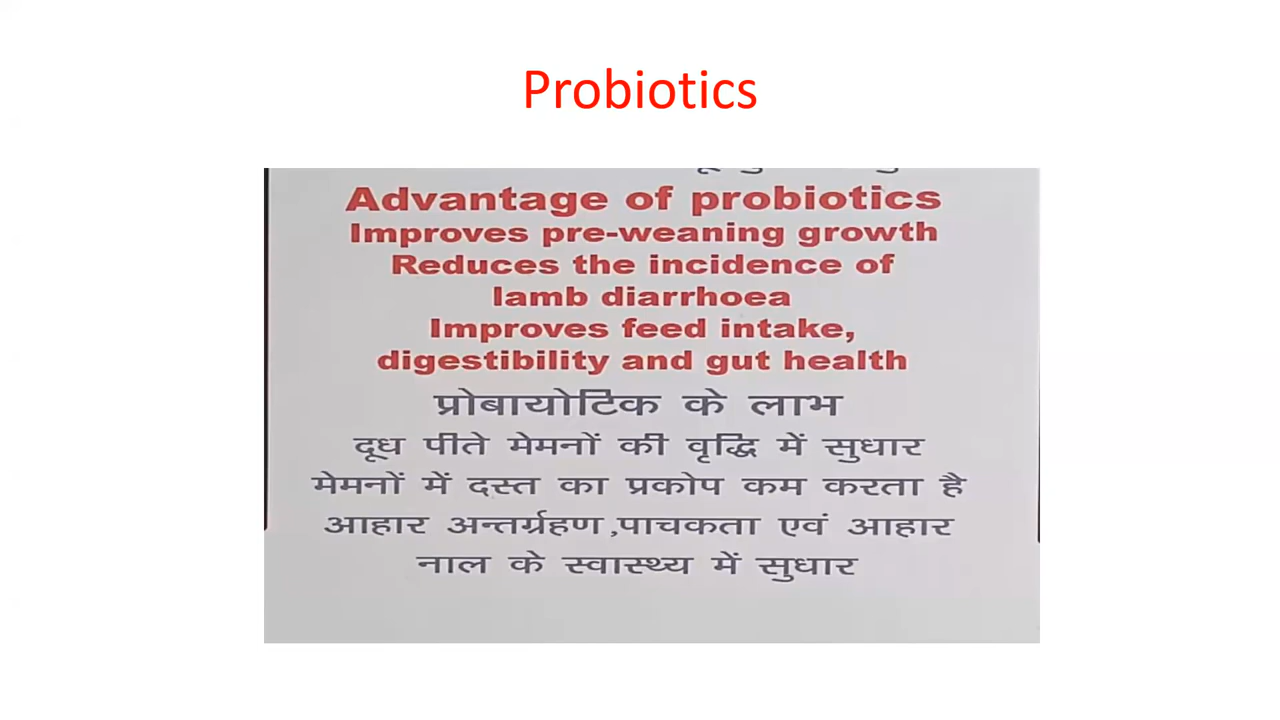 Probiotics
Advantage of probiotics
Improves pre-weaning growth
Reduces the incidence of
lamb diarrhoea
Improves feed intake,
digestibility and gut health
प्रोबायोटिक के लाभ
दूध पीते मेमनों की वृद्धि में सुधार
मेमनों में दस्त का प्रकोप कम करता है
आहार अन्तर्ग्रहण,पाचकता एवं आहार
नाल के स्वास्थ्य में सुधार